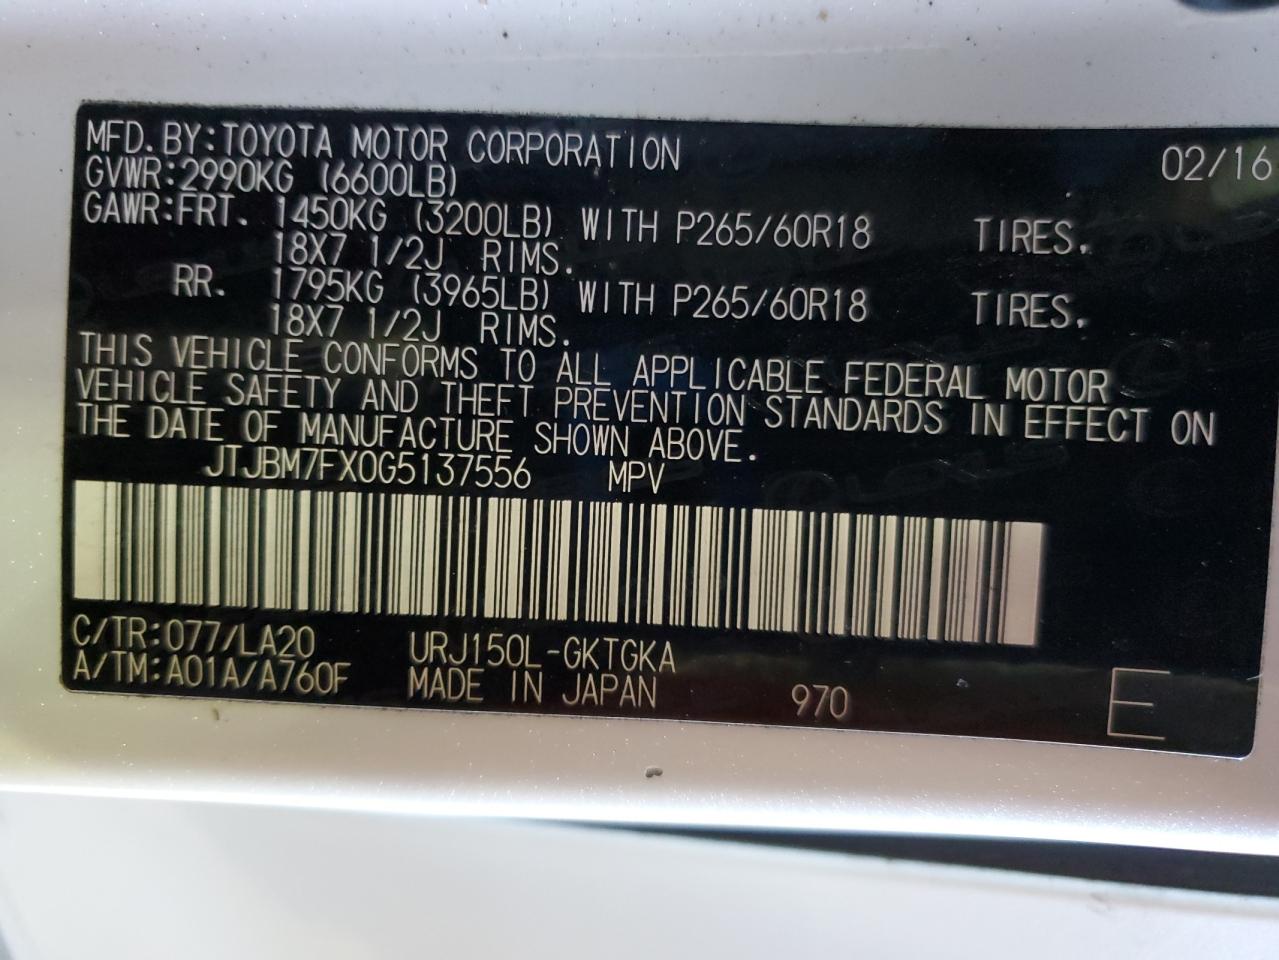 MFD. BY: TOYOTA MOTOR CORPORATION 02/16
GVWR:2990KG (6600LB)
GAWR:FRT. 1450KG (3200LB) WITH P265/60R18 TIRES.
18X7 1/2J RIMS.
RR. 1795KG (3965LB) WITH P265/60R18 TIRES.
18X7 1/2J RIMS.
THIS VEHICLE CONFORMS TO ALL APPLICABLE FEDERAL MOTOR
VEHICLE SAFETY AND THEFT PREVENTION STANDARDS IN EFFECT ON
THE DATE OF MANUFACTURE SHOWN ABOVE.
JTJBM7FX0G5137556 MPV
C/TR:077/LA20 URJ150L-GKTGKA
A/TM:A01A/A760F MADE IN JAPAN 970 E